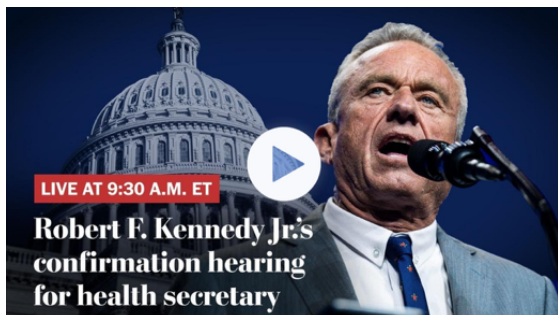 LIVE AT 9:30 A.M. ET
Robert F. Kennedy Jr.'s
confirmation hearing
for health secretary